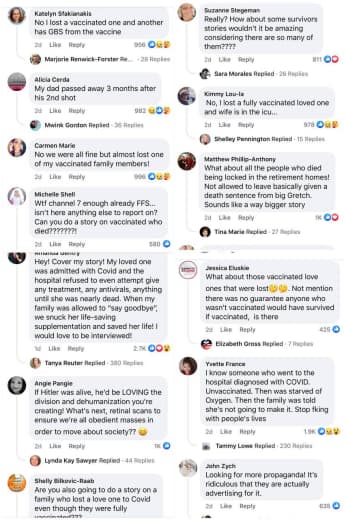 Katelyn Sfakianakis
No I lost a vaccinated one and another
has GBS from the vaccine
2d Like Reply 956
Marjorie Renwick-Forster Re... · 28 Replies
Alicia Cerda
My dad passed away 3 months after
his 2nd shot
2d Like Reply 982
Mwink Gordon Replied · 36 Replies
Carmen Marie
No we were all fine but almost lost one
of my vaccinated family members!
2d Like Reply 996
Michelle Shell
Wtf channel 7 enough already FFS...
isn't there anything else to report on?
Can you do a story on vaccinated who
died???????!
2d Like Reply 580
Amanda Gentry
Hey! Cover my story! My loved one
was admitted with Covid and the
hospital refused to even attempt give
any treatment, any antivirals, anything
until she was nearly dead. When my
family was allowed to "say goodbye",
we snuck her life-saving
supplementation and saved her life! I
would love to be interviewed!
1d Like Reply 2.7K
Tanya Reuter Replied · 380 Replies
Angie Pangie
If Hitler was alive, he'd be LOVING the
division and dehumanization you're
creating! What's next, retinal scans to
ensure we're all obedient masses in
order to move about society??
2d Like Reply 1K
Lynda Kay Sawyer Replied · 44 Replies
Shelly Bilkovic-Raab
Are you also going to do a story on a
family who lost a love one to Covid
even though they were fully
vaccinated???
Suzanne Stegeman
Really? How about some survivors
stories wouldn't it be amazing
considering there are so many of
them????
2d Like Reply 811
Sara Morales Replied · 26 Replies
Kimmy Lou-la
No, I lost a fully vaccinated loved one
and wife is in the icu...
2d Like Reply 978
Shelley Pennington Replied · 15 Replies
Matthew Phillip-Anthony
What about all the people who died
being locked in the retirement homes!
Not allowed to leave basically given a
death sentence from big Gretch.
Sounds like a way bigger story
2d Like Reply 1K
Tina Marie Replied · 27 Replies
Jessica Eluskie
What about those vaccinated love
ones that were lost. Not mention
there was no guarantee anyone who
wasn't vaccinated would have survived
if vaccinated, is there
2d Like Reply 425
Elizabeth Gross Replied · 7 Replies
Yvette France
I know someone who went to the
hospital diagnosed with COVID.
Unvaccinated. Then was starved of
Oxygen. Then the family was told
she's not going to make it. Stop fking
with people's lives
2d Like Reply 1.9K
Tammy Lowe Replied · 230 Replies
John Zych
Looking for more propaganda! It's
ridiculous that they are actually
advertising for it.
2d Like Reply 635